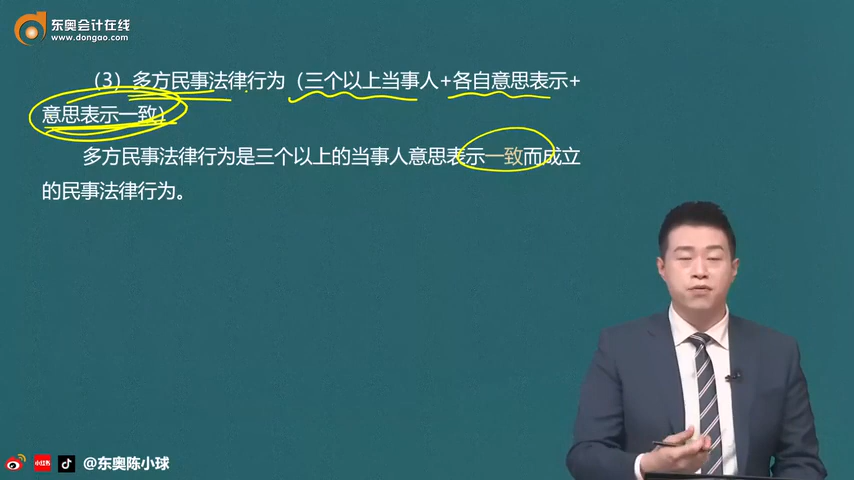 东奥会计在线
www.dongao.com
（3）多方民事法律行为（三个以上当事人+各自意思表示+
意思表示一致）
多方民事法律行为是三个以上的当事人意思表示一致而成立
的民事法律行为。
小红书
@东奥陈小球